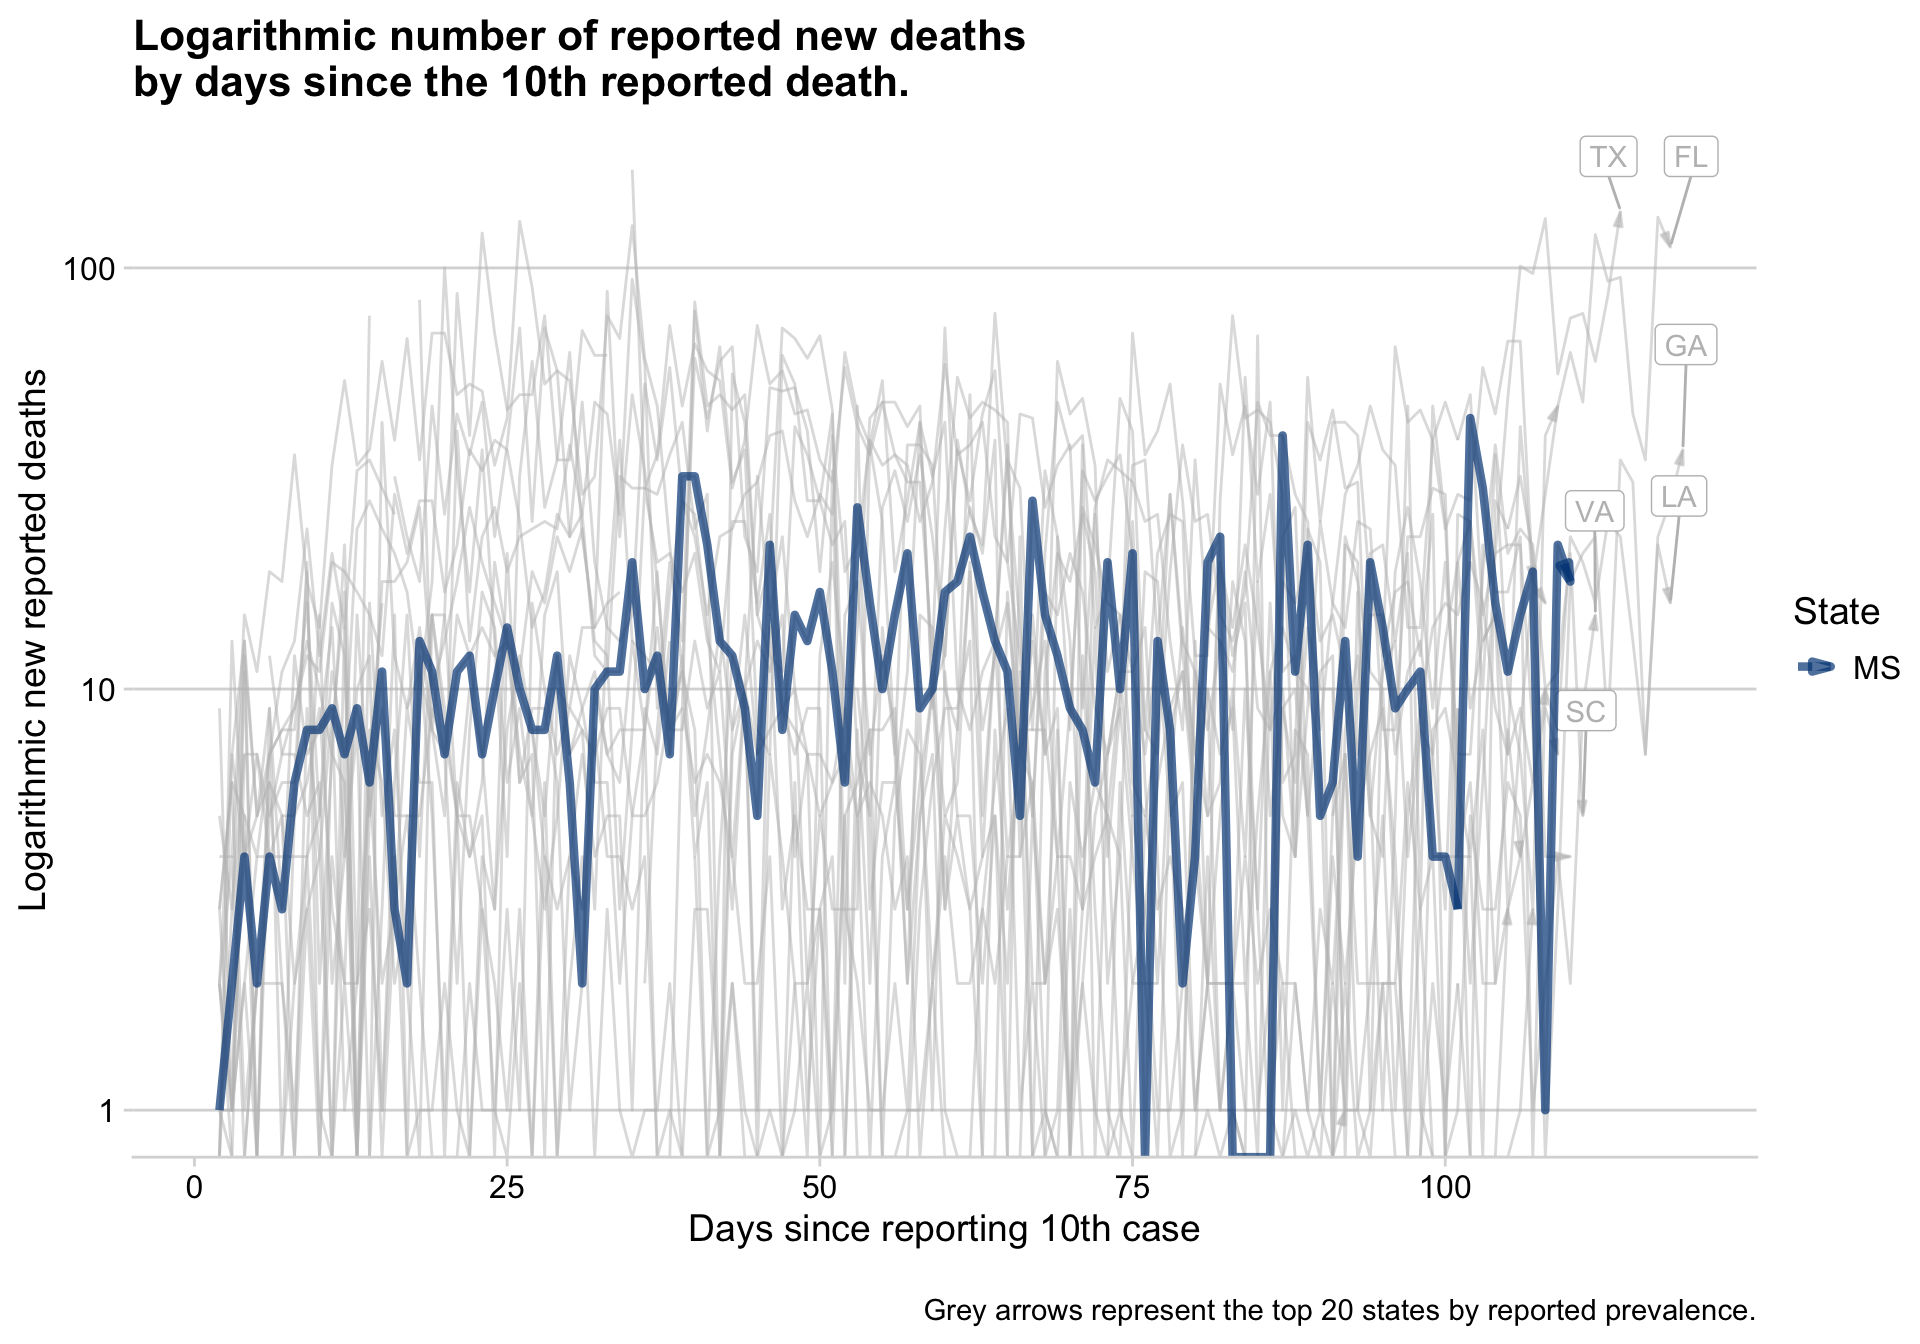 Logarithmic number of reported new deaths
by days since the 10th reported death.
TX
FL
100
GA
LA
VA
State
MS
10
SC
1
0
25
50
75
100
Logarithmic new reported deaths
Days since reporting 10th case
Grey arrows represent the top 20 states by reported prevalence.